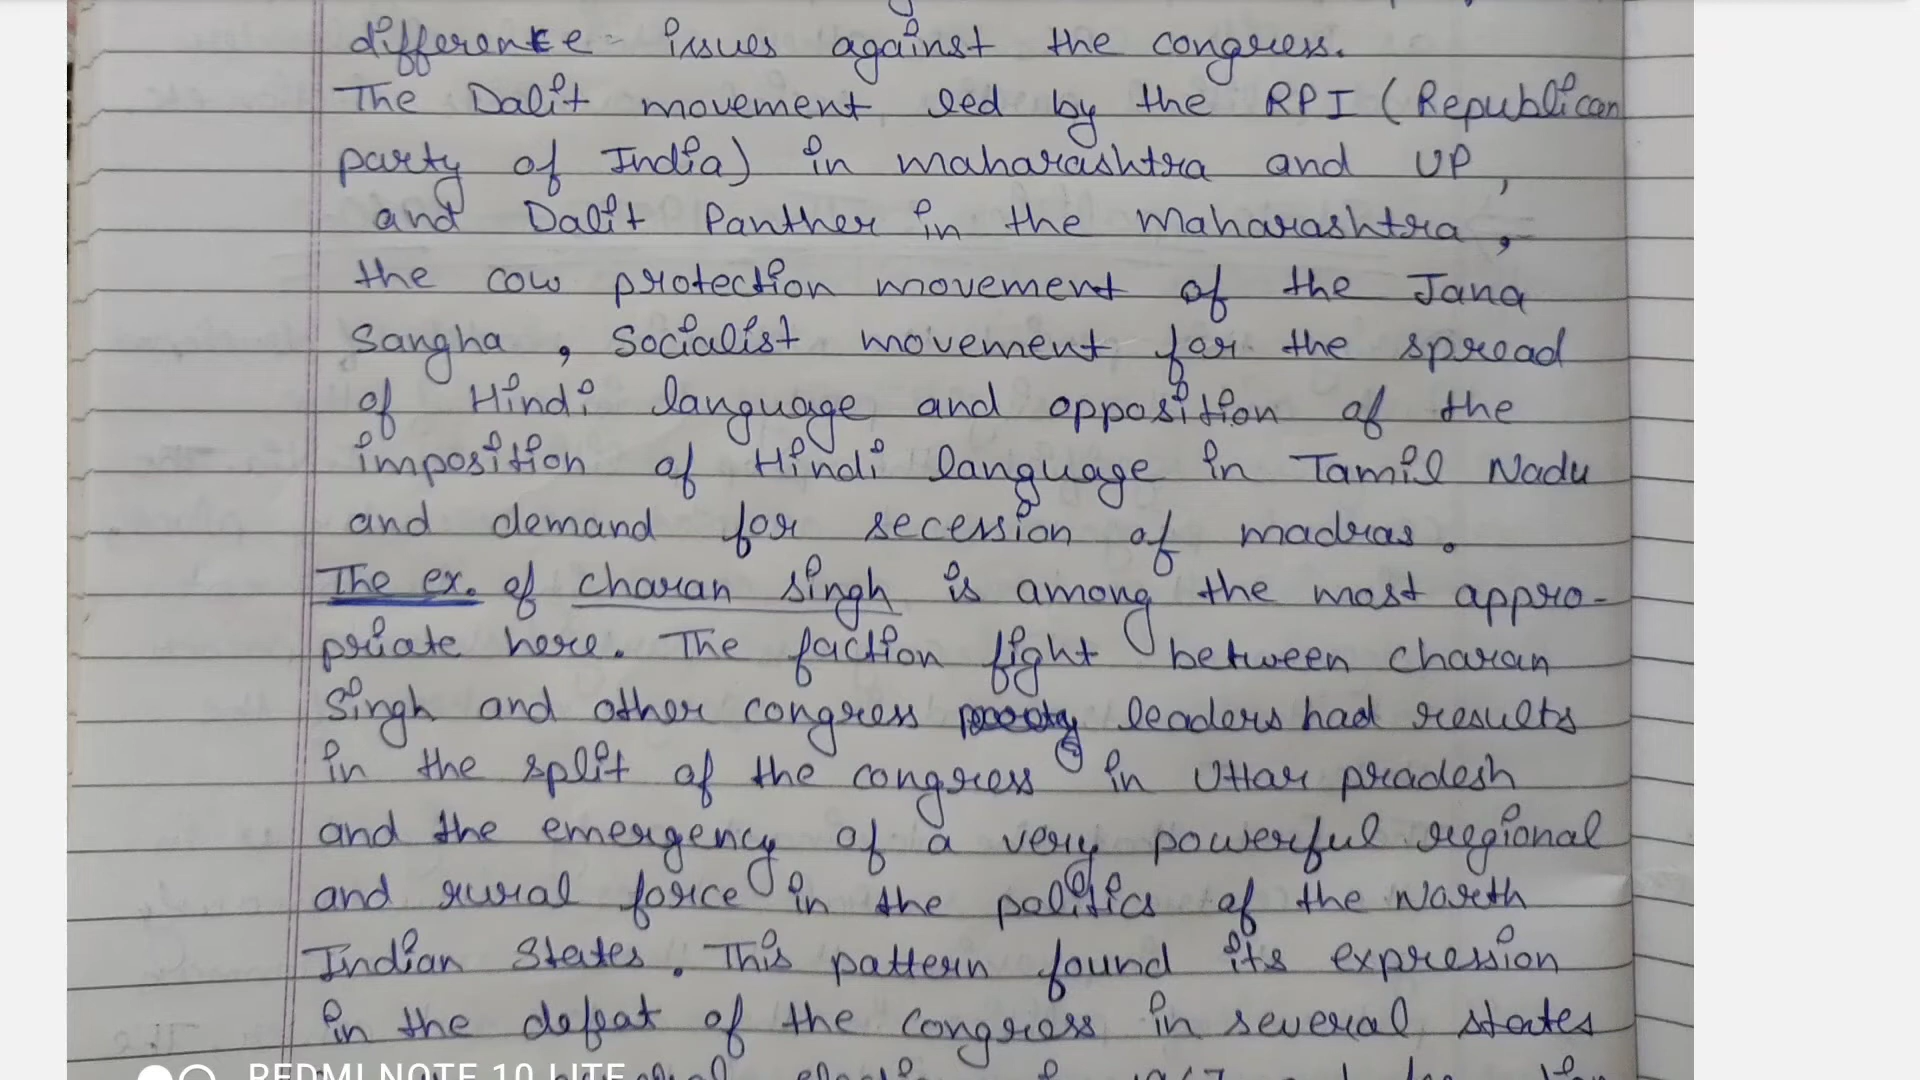 difference issues against the congress.
The Dalit movement led by the RPI (Republican
party of India) in maharashtra and UP,
and Dalit Panther in the Maharashtra,
the cow protection movement of the Jana
Sangha, Socialist movement for the spread
of Hindi language and opposition of the
imposition of Hindi language in Tamil Nadu
and demand for secession of madras.
The ex. of charan singh is among the most appro-
priate here. The faction fight between charan
Singh and other congress leaders had results
in the split of the congress in Uttar pradesh
and the emergency of a very powerful regional
and rural force in the politics of the North
Indian States. This pattern found its expression
in the defeat of the congress in several states
REDMI NOTE 10 LITE
1967